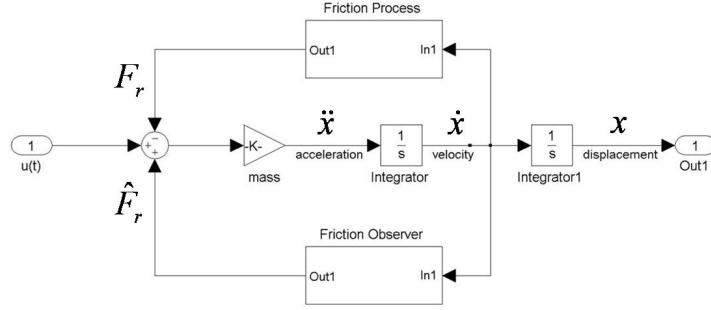 Friction Process
Out1 In1
F_r
ẍ ẋ x
− 
1 + -K- 1/s 1/s 1
+
acceleration velocity displacement
u(t) mass Integrator Integrator1 Out1
F̂_r
Friction Observer
Out1 In1